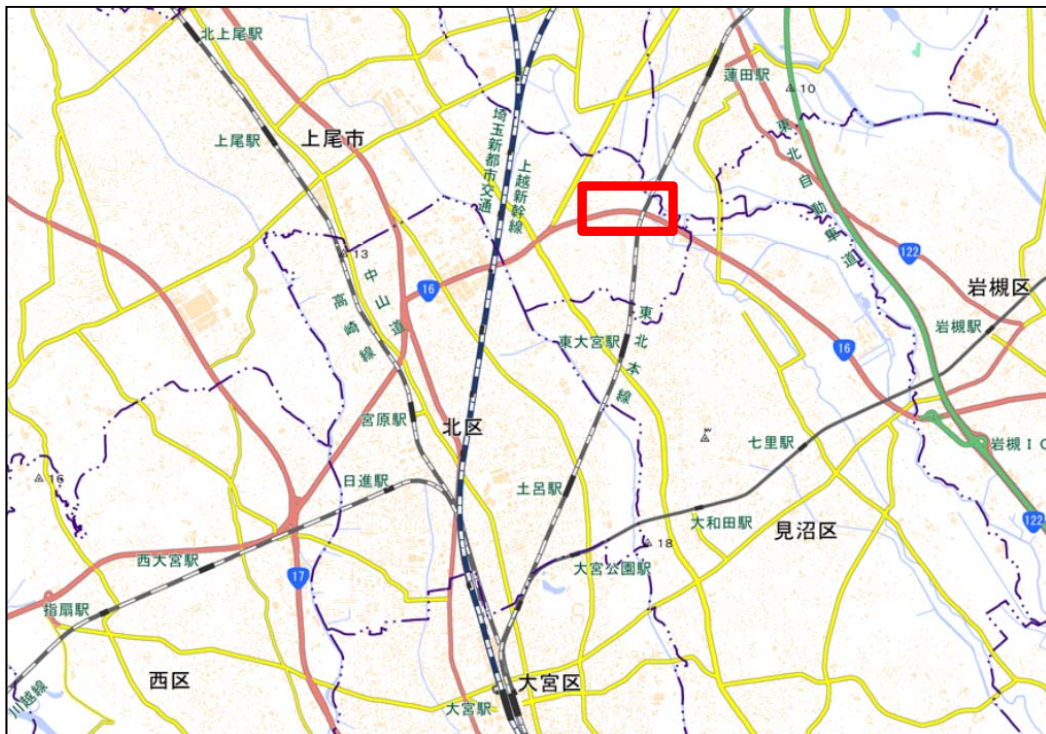 北上尾駅
蓮田駅
10
上尾駅
上尾市
埼玉新都市交通
上越新幹線
東北自動車道
13
中山道
高崎線
16
122
岩槻区
岩槻駅
東大宮駅
東北本線
16
宮原駅
北区
七里駅
岩槻IC
16
日進駅
土呂駅
大和田駅
122
見沼区
18
西大宮駅
大宮公園駅
17
指扇駅
西区
大宮区
川越線
大宮駅